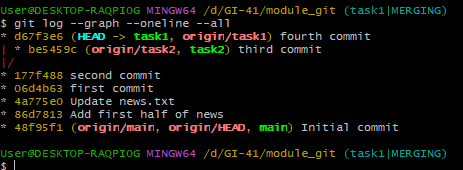 User@DESKTOP-RAQPIOG MINGW64 /d/GI-41/module_git (task1|MERGING)
$ git log --graph --oneline --all
* d67f3e6 (HEAD -> task1, origin/task1) fourth commit
| * be5459c (origin/task2, task2) third commit
|/
* 177f488 second commit
* 06d4b63 first commit
* 4a775e0 Update news.txt
* 86d7813 Add first half of news
* 48f95f1 (origin/main, origin/HEAD, main) Initial commit
User@DESKTOP-RAQPIOG MINGW64 /d/GI-41/module_git (task1|MERGING)
$